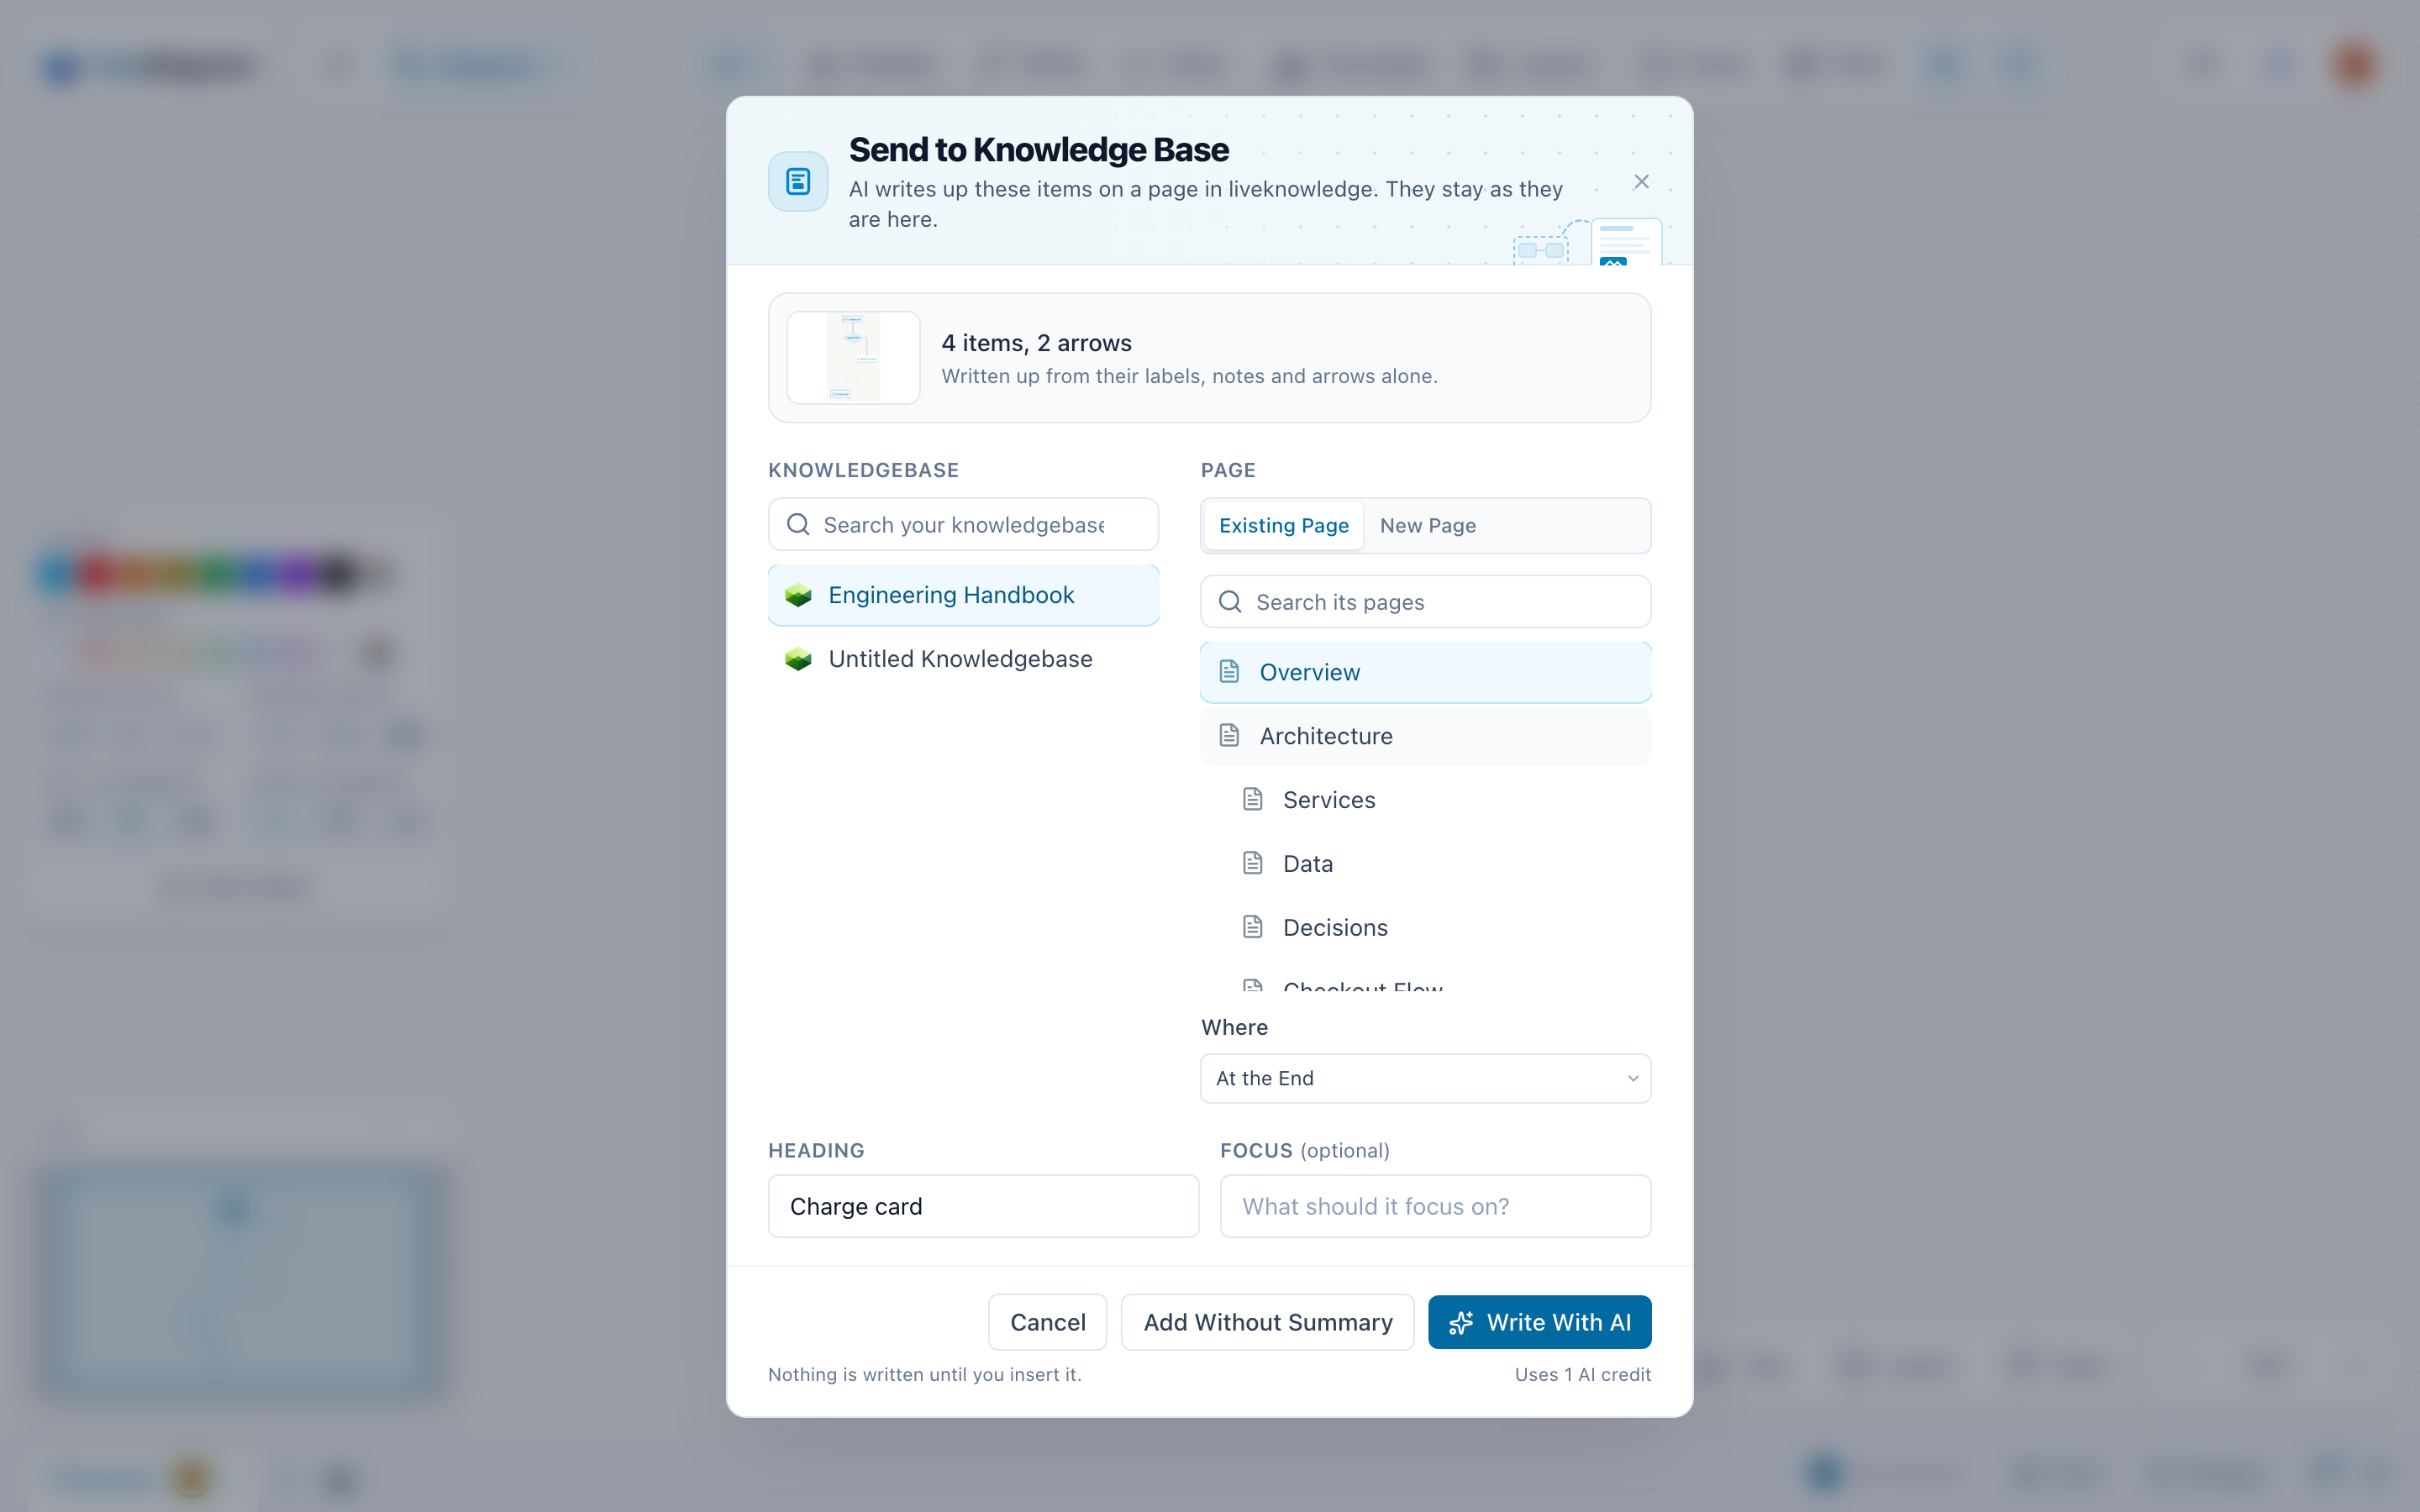 Send to Knowledge Base
AI writes up these items on a page in liveknowledge. They stay as they
are here.
4 items, 2 arrows
Written up from their labels, notes and arrows alone.
KNOWLEDGEBASE
Search your knowledgebase
Engineering Handbook
Untitled Knowledgebase
PAGE
Existing Page
New Page
Search its pages
Overview
Architecture
Services
Data
Decisions
Checkout Flow
Where
At the End
HEADING
Charge card
FOCUS (optional)
What should it focus on?
Cancel
Add Without Summary
Write With AI
Nothing is written until you insert it.
Uses 1 AI credit